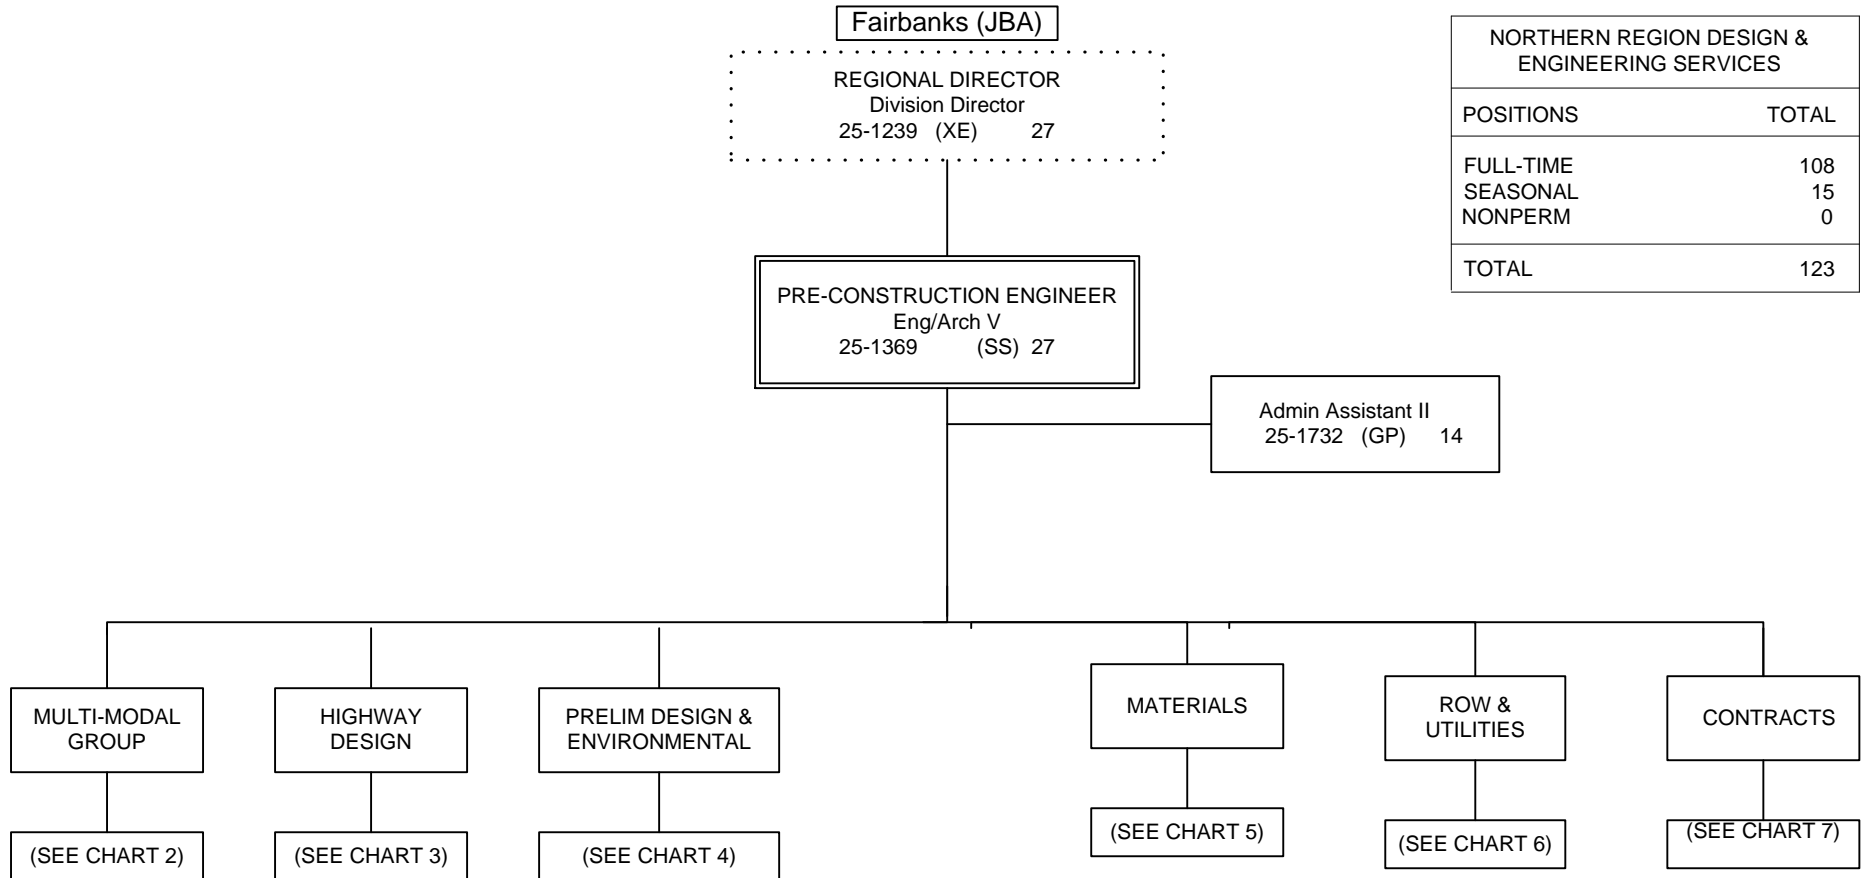 Fairbanks (JBA)
REGIONAL DIRECTOR
Division Director
25-1239 (XE) 27
NORTHERN REGION DESIGN &
ENGINEERING SERVICES
POSITIONS TOTAL
FULL-TIME 108
SEASONAL 15
NONPERM 0
TOTAL 123
PRE-CONSTRUCTION ENGINEER
Eng/Arch V
25-1369 (SS) 27
Admin Assistant II
25-1732 (GP) 14
MULTI-MODAL
GROUP
(SEE CHART 2)
HIGHWAY
DESIGN
(SEE CHART 3)
PRELIM DESIGN &
ENVIRONMENTAL
(SEE CHART 4)
MATERIALS
(SEE CHART 5)
ROW &
UTILITIES
(SEE CHART 6)
CONTRACTS
(SEE CHART 7)